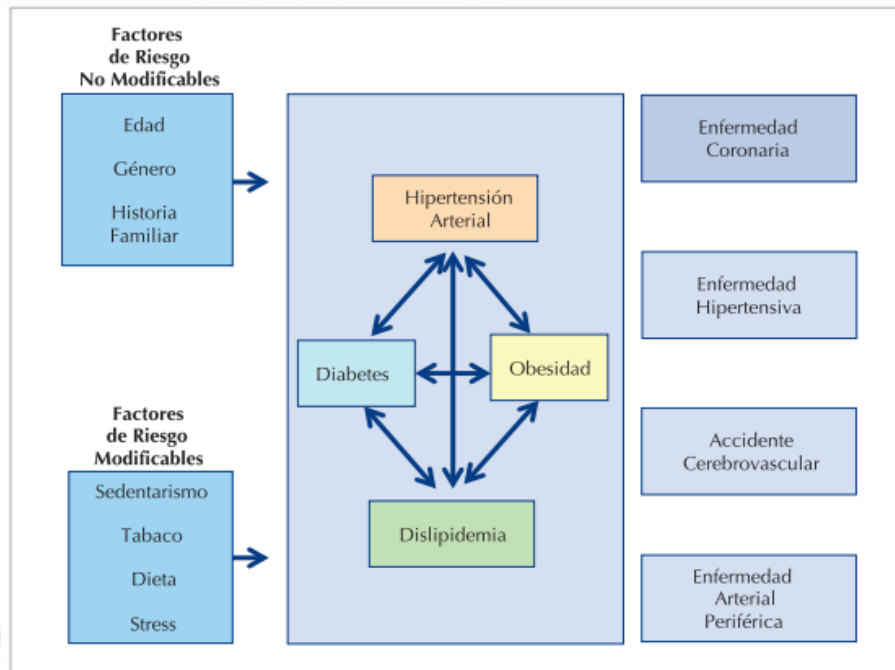 Factores
de Riesgo
No Modificables
Edad
Género
Historia
Familiar
Factores
de Riesgo
Modificables
Sedentarismo
Tabaco
Dieta
Stress
Hipertensión
Arterial
Diabetes
Obesidad
Dislipidemia
Enfermedad
Coronaria
Enfermedad
Hipertensiva
Accidente
Cerebrovascular
Enfermedad
Arterial
Periférica